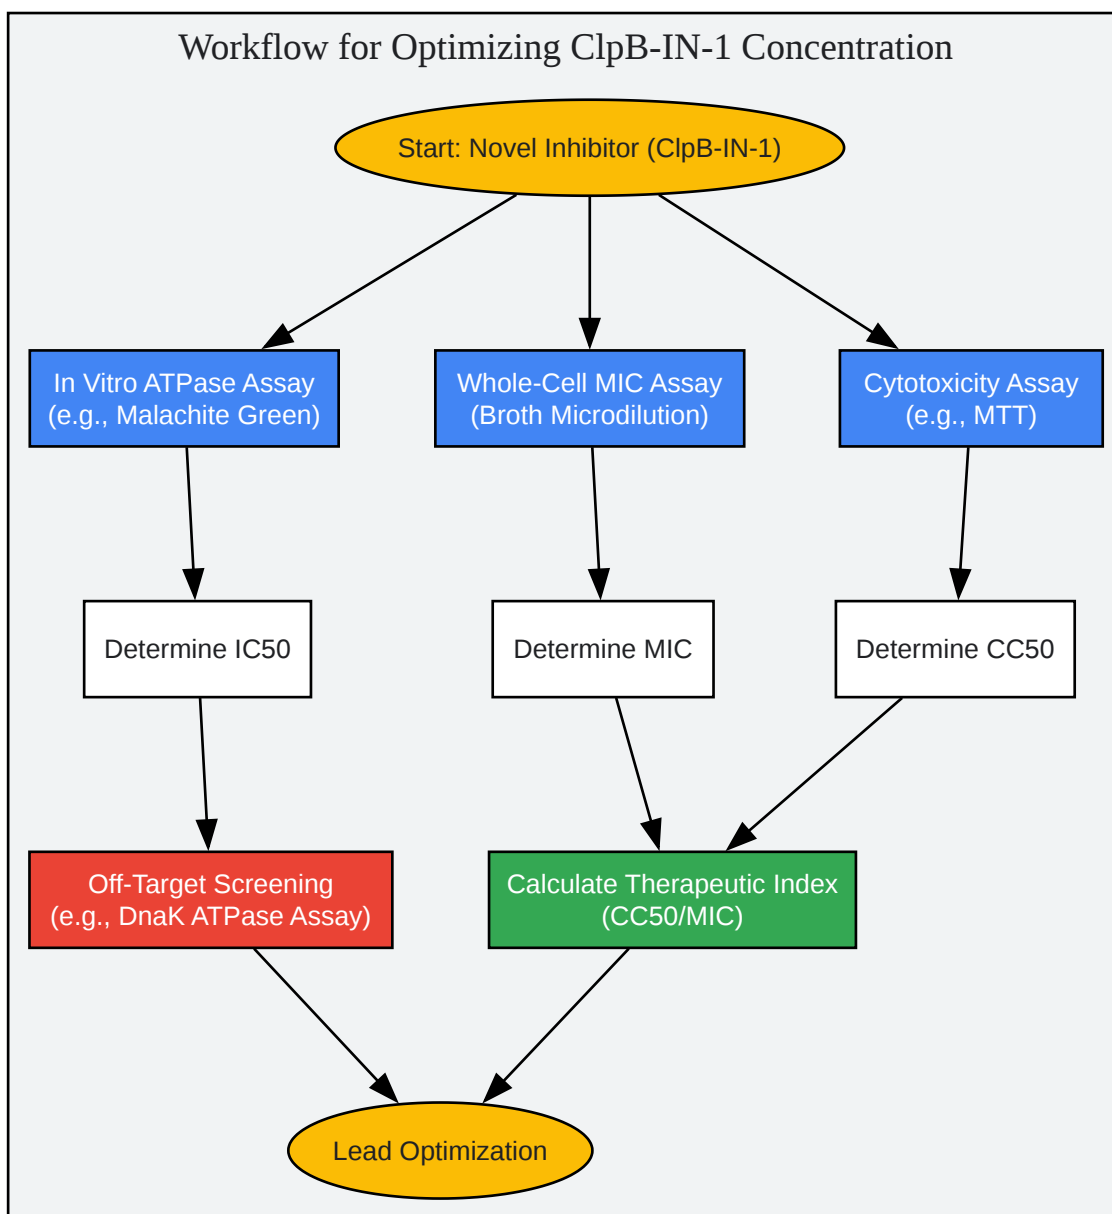 Workflow for Optimizing ClpB-IN-1 Concentration
Start: Novel Inhibitor (ClpB-IN-1)
In Vitro ATPase Assay
(e.g., Malachite Green)
Whole-Cell MIC Assay
(Broth Microdilution)
Cytotoxicity Assay
(e.g., MTT)
Determine IC50
Determine MIC
Determine CC50
Off-Target Screening
(e.g., DnaK ATPase Assay)
Calculate Therapeutic Index
(CC50/MIC)
Lead Optimization